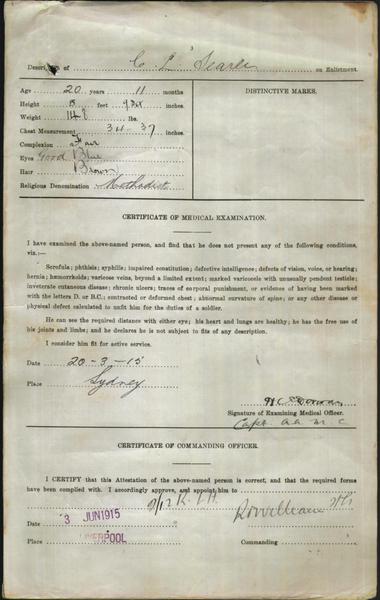 Description of C L Searle on Enlistment.
Age 20 years 11 months
Height 5 feet inches
Weight 148 lbs.
Chest Measurement 34-37 inches
Complexion Fair
Eyes Good Blue
Hair Brown
Religious Denomination Methodist
DISTINCTIVE MARKS.
CERTIFICATE OF MEDICAL EXAMINATION.
I have examined the above-named person, and find that he does not present any of the following conditions,
viz.:—
Scrofula; phthisis; syphilis; impaired constitution; defective intelligence; defects of vision, voice, or hearing;
hernia; hæmorrhoids; varicose veins, beyond a limited extent; marked varicocele with unusually pendent testicle;
inveterate cutaneous disease; chronic ulcers; traces of corporal punishment, or evidence of having been marked
with the letters D. or B.C.; contracted or deformed chest; abnormal curvature of spine; or any other disease or
physical defect calculated to unfit him for the duties of a soldier.
He can see the required distance with either eye; his heart and lungs are healthy; he has the free use of
his joints and limbs; and he declares he is not subject to fits of any description.
I consider him fit for active service.
Date 20-3-15
Place Sydney
Signature of Examining Medical Officer.
Capt. A.A.M.C
CERTIFICATE OF COMMANDING OFFICER.
I CERTIFY that this Attestation of the above-named person is correct, and that the required forms
have been complied with. I accordingly approve, and appoint him to
Date 3 JUN 1915
Place LIVERPOOL
Commanding